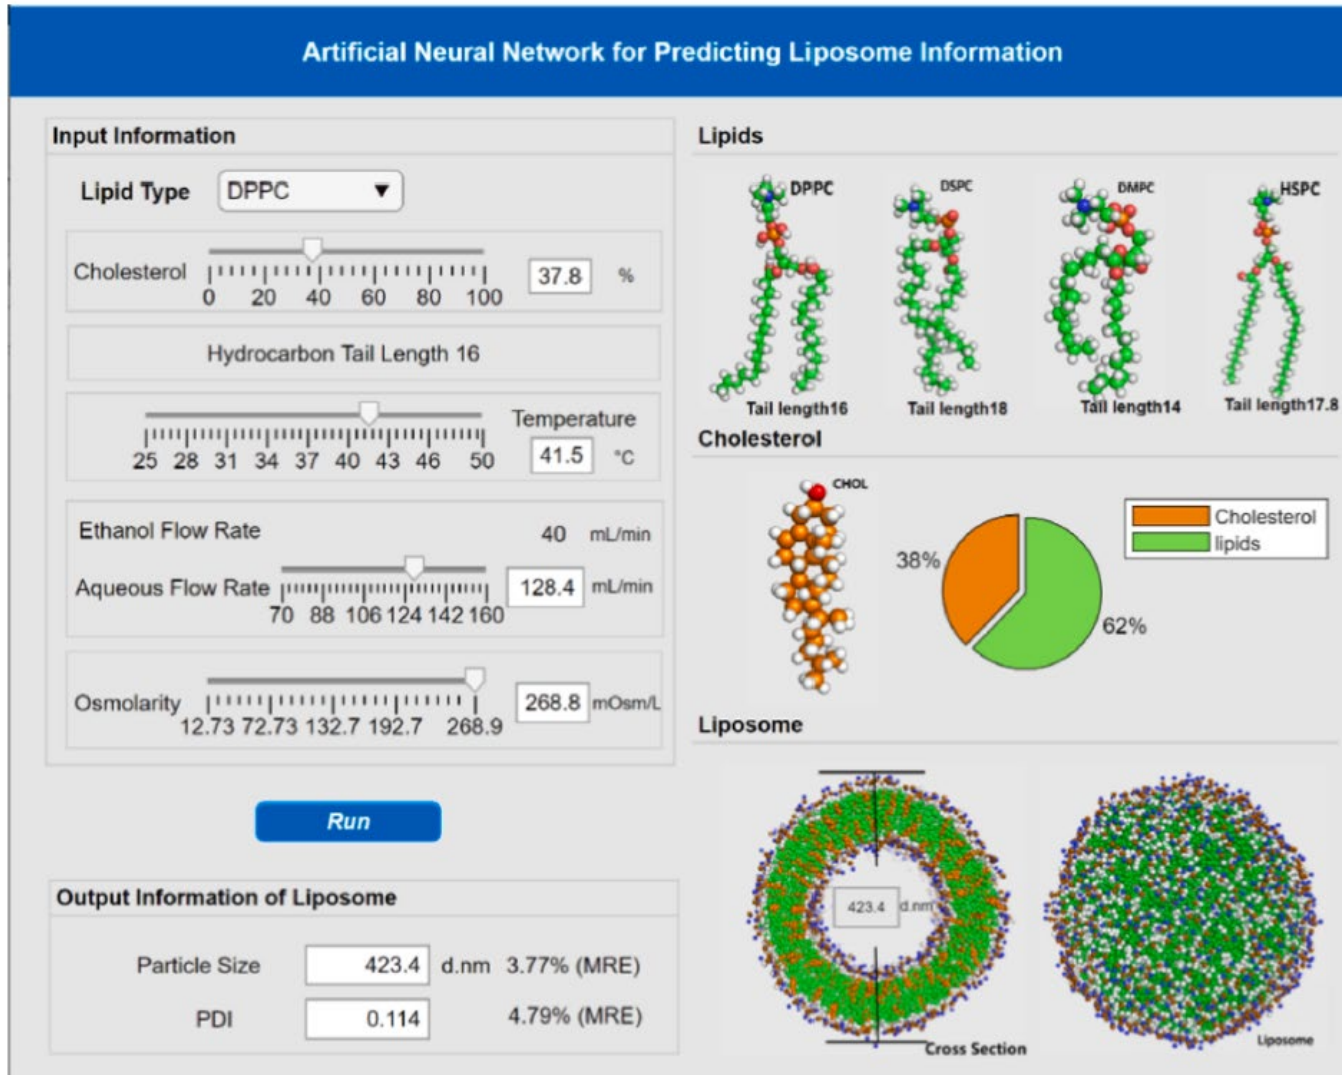 Artificial Neural Network for Predicting Liposome Information
Input Information
Lipid Type DPPC
Cholesterol
0 20 40 60 80 100
37.8 %
Hydrocarbon Tail Length 16
Temperature
25 28 31 34 37 40 43 46 50
41.5 °C
Ethanol Flow Rate 40 mL/min
Aqueous Flow Rate
70 88 106 124 142 160
128.4 mL/min
Osmolarity
12.73 72.73 132.7 192.7 268.9
268.8 mOsm/L
Run
Output Information of Liposome
Particle Size 423.4 d.nm 3.77% (MRE)
PDI 0.114 4.79% (MRE)
Lipids
DPPC DSPC DMPC HSPC
Tail length16 Tail length18 Tail length14 Tail length17.8
Cholesterol
CHOL
38%
62%
Cholesterol
lipids
Liposome
423.4 d.nm
Cross Section
Liposome